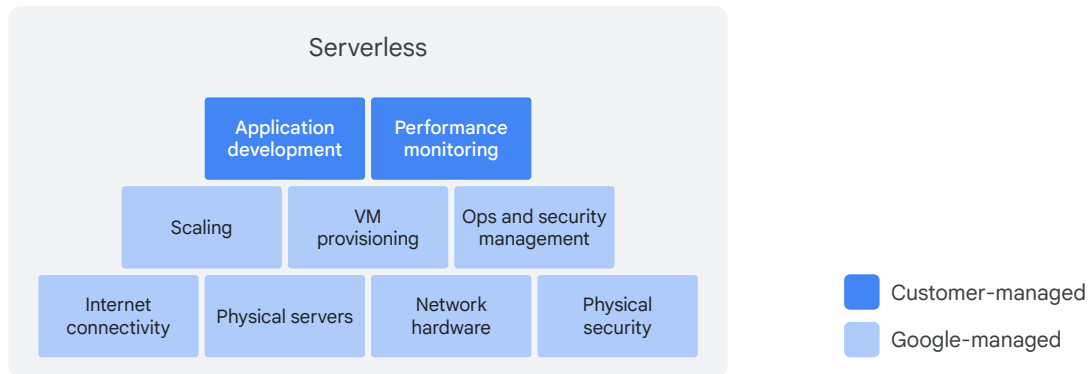 Serverless
Application
development
Performance
monitoring
Scaling
VM
provisioning
Ops and security
management
Internet
connectivity
Physical servers
Network
hardware
Physical
security
Customer-managed
Google-managed